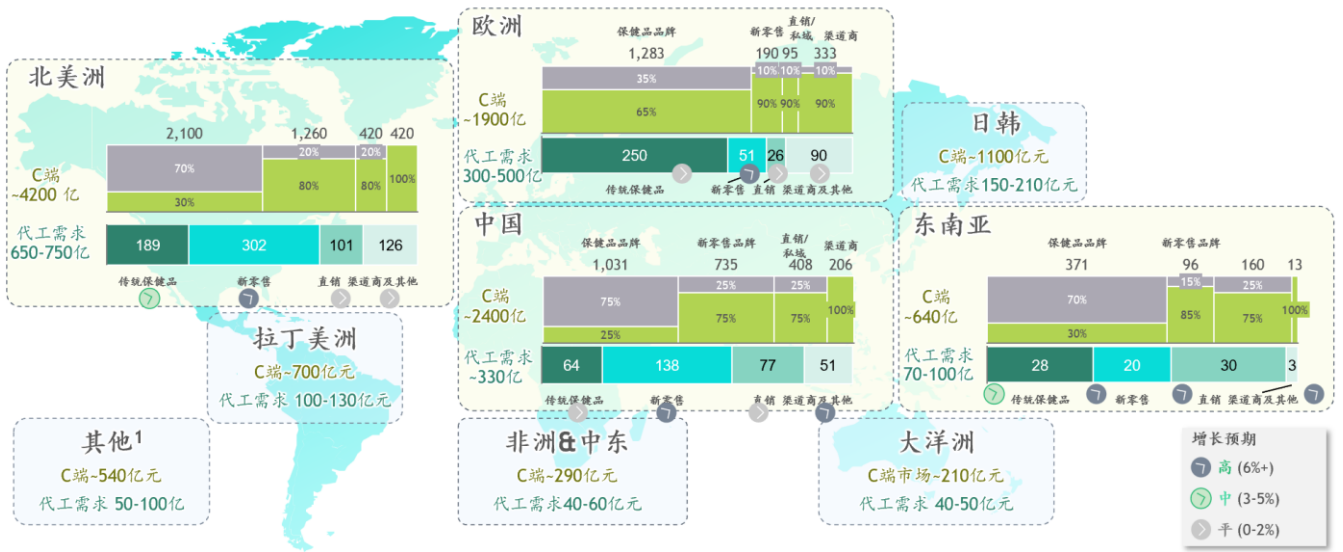 北美洲
2,100 1,260 420 420
C端
~4200 亿
70% 20% 20% 100%
30% 80% 80%
代工需求
650-750亿
189 302 101 126
传统保健品 新零售 直销 渠道商及其他
欧洲
保健品品牌 新零售 直销/私域 渠道商
1,283 190 95 333
C端
~1900亿
35% 10% 10% 10%
65% 90% 90% 90%
代工需求
300-500亿
250 51 26 90
传统保健品 新零售 直销 渠道商及其他
日韩
C端~1100亿元
代工需求150-210亿元
中国
保健品品牌 新零售品牌 直销/私域 渠道商
1,031 735 408 206
C端
~2400亿
75% 25% 25% 100%
25% 75% 75%
代工需求
~330亿
64 138 77 51
传统保健品 新零售 直销 渠道商及其他
东南亚
保健品品牌 新零售品牌
371 96 160 13
C端
~640亿
70% 15% 25% 100%
30% 85% 75%
代工需求
70-100亿
28 20 30 3
传统保健品 新零售 直销 渠道商及其他
拉丁美洲
C端~700亿元
代工需求 100-130亿元
其他1
C端~540亿元
代工需求 50-100亿
非洲&中东
C端~290亿元
代工需求40-60亿元
大洋洲
C端市场~210亿元
代工需求 40-50亿元
增长预期
高 (6%+)
中 (3-5%)
平 (0-2%)